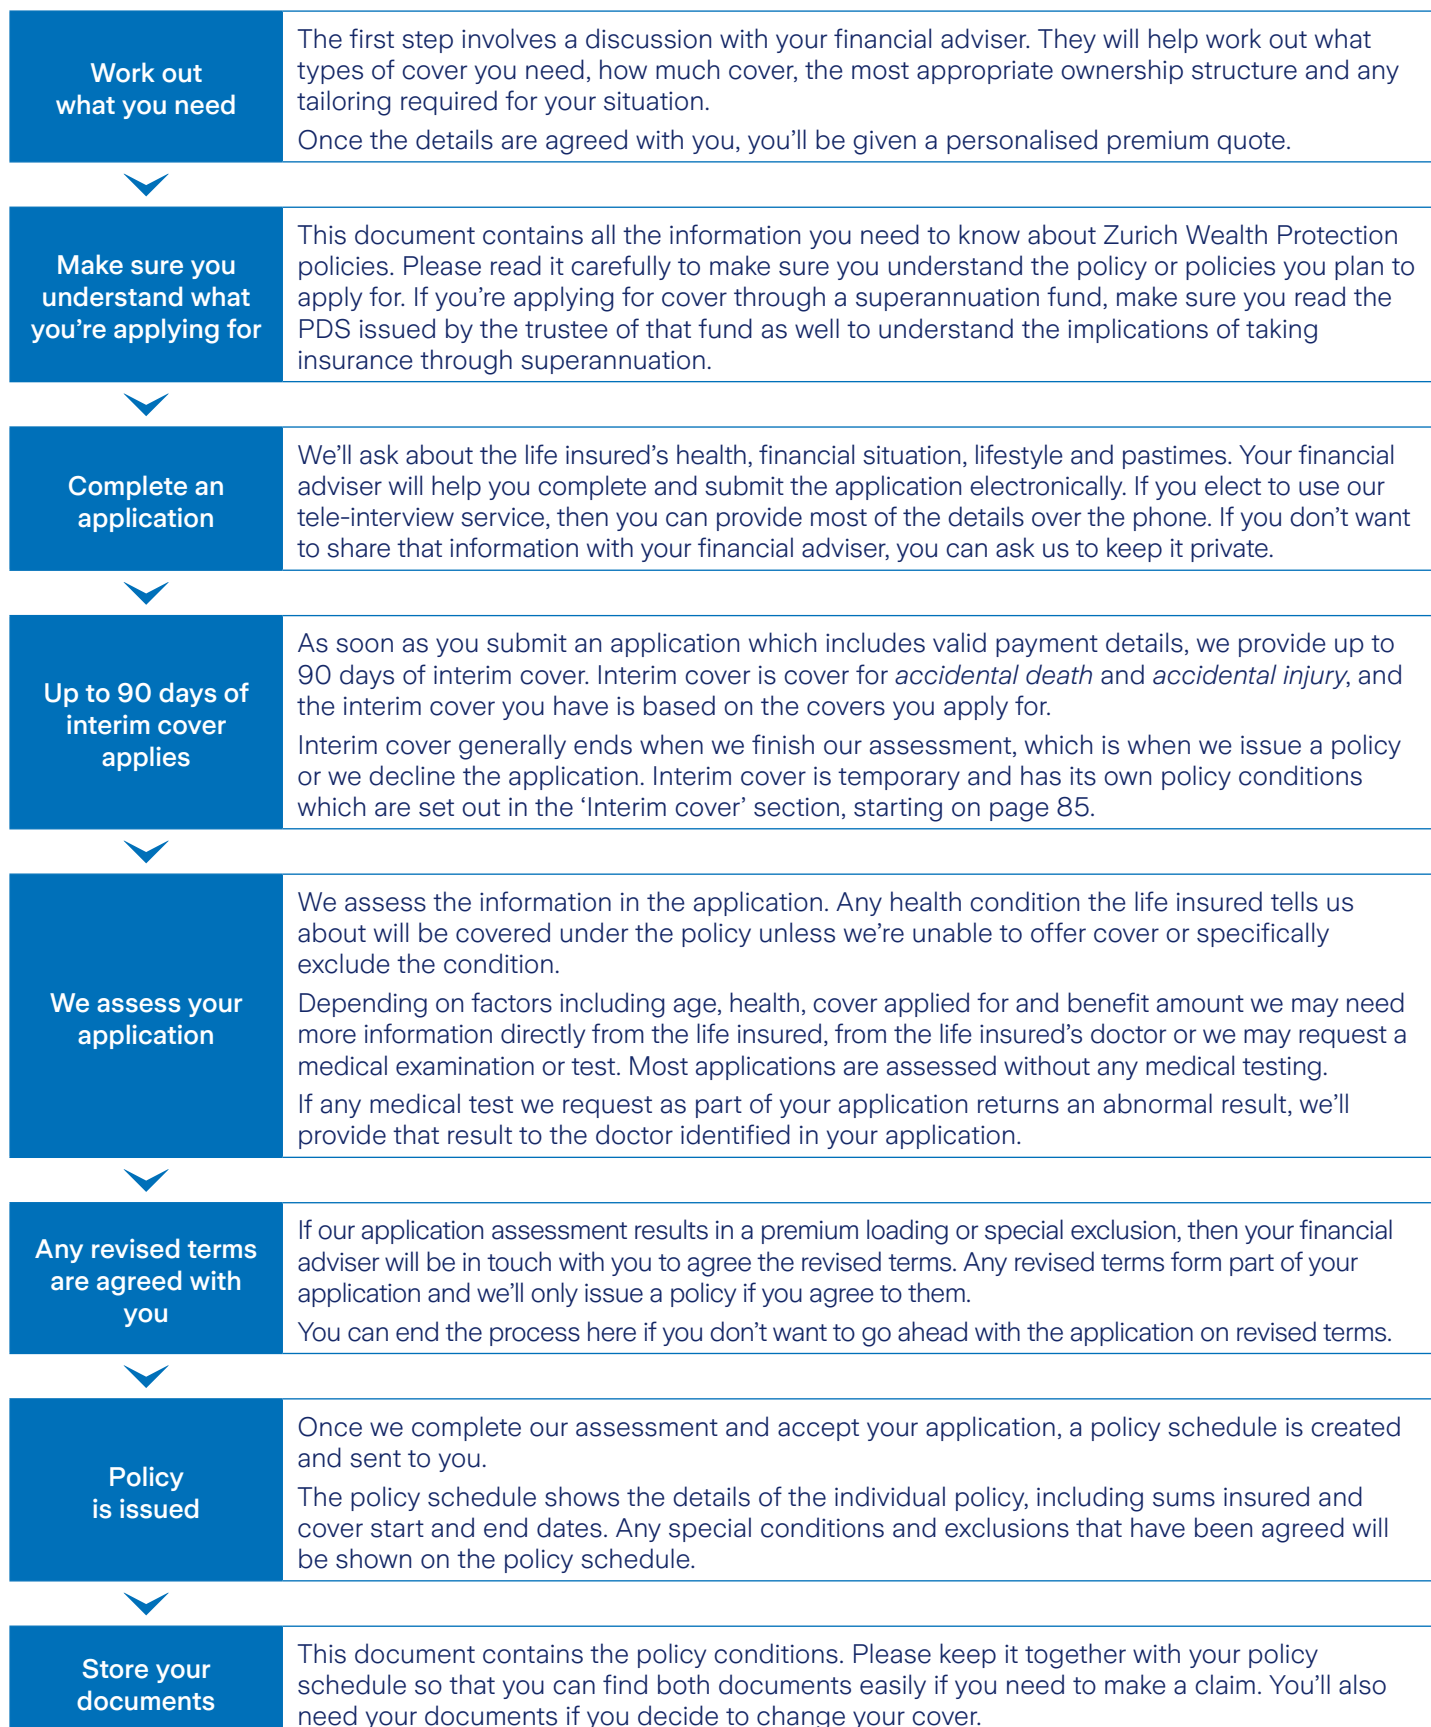 Work out
what you need
The first step involves a discussion with your financial adviser. They will help work out what
types of cover you need, how much cover, the most appropriate ownership structure and any
tailoring required for your situation.
Once the details are agreed with you, you’ll be given a personalised premium quote.
Make sure you
understand what
you’re applying for
This document contains all the information you need to know about Zurich Wealth Protection
policies. Please read it carefully to make sure you understand the policy or policies you plan to
apply for. If you’re applying for cover through a superannuation fund, make sure you read the
PDS issued by the trustee of that fund as well to understand the implications of taking
insurance through superannuation.
Complete an
application
We’ll ask about the life insured’s health, financial situation, lifestyle and pastimes. Your financial
adviser will help you complete and submit the application electronically. If you elect to use our
tele-interview service, then you can provide most of the details over the phone. If you don’t want
to share that information with your financial adviser, you can ask us to keep it private.
Up to 90 days of
interim cover
applies
As soon as you submit an application which includes valid payment details, we provide up to
90 days of interim cover. Interim cover is cover for accidental death and accidental injury, and
the interim cover you have is based on the covers you apply for.
Interim cover generally ends when we finish our assessment, which is when we issue a policy
or we decline the application. Interim cover is temporary and has its own policy conditions
which are set out in the ‘Interim cover’ section, starting on page 85.
We assess your
application
We assess the information in the application. Any health condition the life insured tells us
about will be covered under the policy unless we’re unable to offer cover or specifically
exclude the condition.
Depending on factors including age, health, cover applied for and benefit amount we may need
more information directly from the life insured, from the life insured’s doctor or we may request a
medical examination or test. Most applications are assessed without any medical testing.
If any medical test we request as part of your application returns an abnormal result, we’ll
provide that result to the doctor identified in your application.
Any revised terms
are agreed with
you
If our application assessment results in a premium loading or special exclusion, then your financial
adviser will be in touch with you to agree the revised terms. Any revised terms form part of your
application and we’ll only issue a policy if you agree to them.
You can end the process here if you don’t want to go ahead with the application on revised terms.
Policy
is issued
Once we complete our assessment and accept your application, a policy schedule is created
and sent to you.
The policy schedule shows the details of the individual policy, including sums insured and
cover start and end dates. Any special conditions and exclusions that have been agreed will
be shown on the policy schedule.
Store your
documents
This document contains the policy conditions. Please keep it together with your policy
schedule so that you can find both documents easily if you need to make a claim. You’ll also
need your documents if you decide to change your cover.